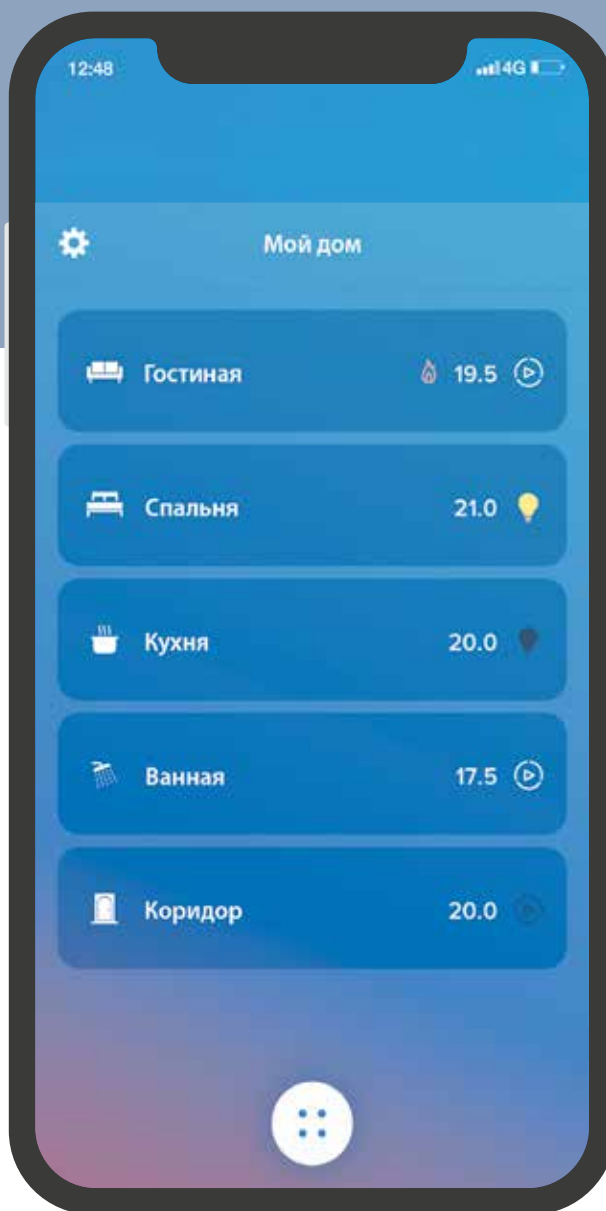 12:48
4G
Мой дом
Гостиная 19.5
Спальня 21.0
Кухня 20.0
Ванная 17.5
Коридор 20.0